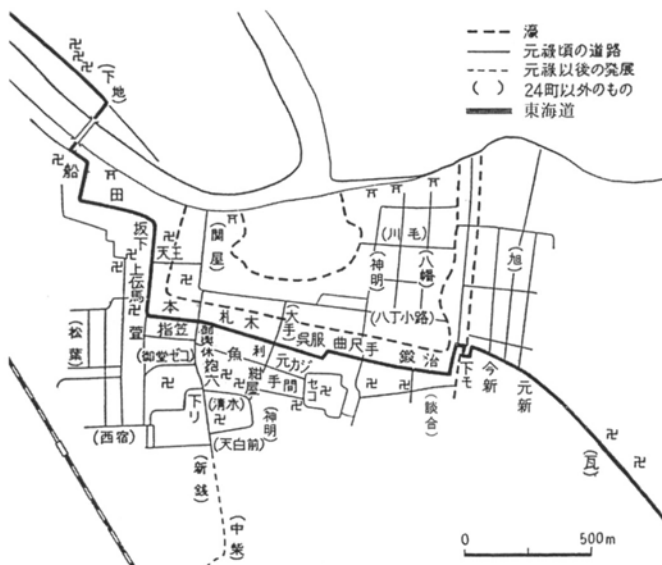 濠
元禄頃の道路
元禄以後の発展
( ) 24町以外のもの
東海道
(下地)
船
田
坂下
上伝馬
天王
(関屋)
(川毛)
(神明)
(八幡)
(旭)
(八丁小路)
(大手)
本
札木
呉服
曲尺手
鍛治
指笠
萱
(松葉)
(御堂ゼコ)
魚
利
元カジ
抱六
紺屋
手間
セコ
下リ
(清水)
(神明)
(天白前)
(西宿)
(新銭)
(中柴)
(談合)
下モ
今新
元新
(瓦)
0 500m